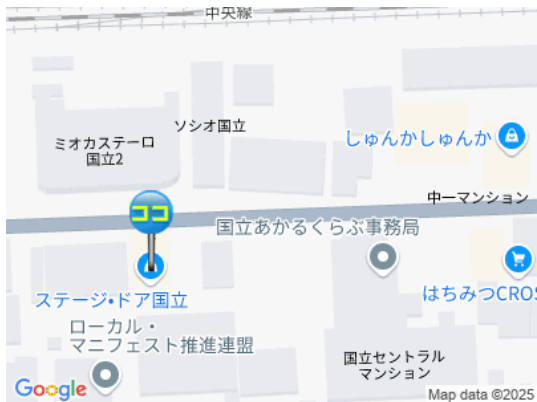 中央線
ソシオ国立
ミオカステーロ
国立2
しゅんかしゅんか
中一マンション
ココ
国立あかるくらぶ事務局
ステージ•ドア国立
はちみつCROS
ローカル・
マニフェスト推進連盟
国立セントラル
マンション
Google
Map data ©2025